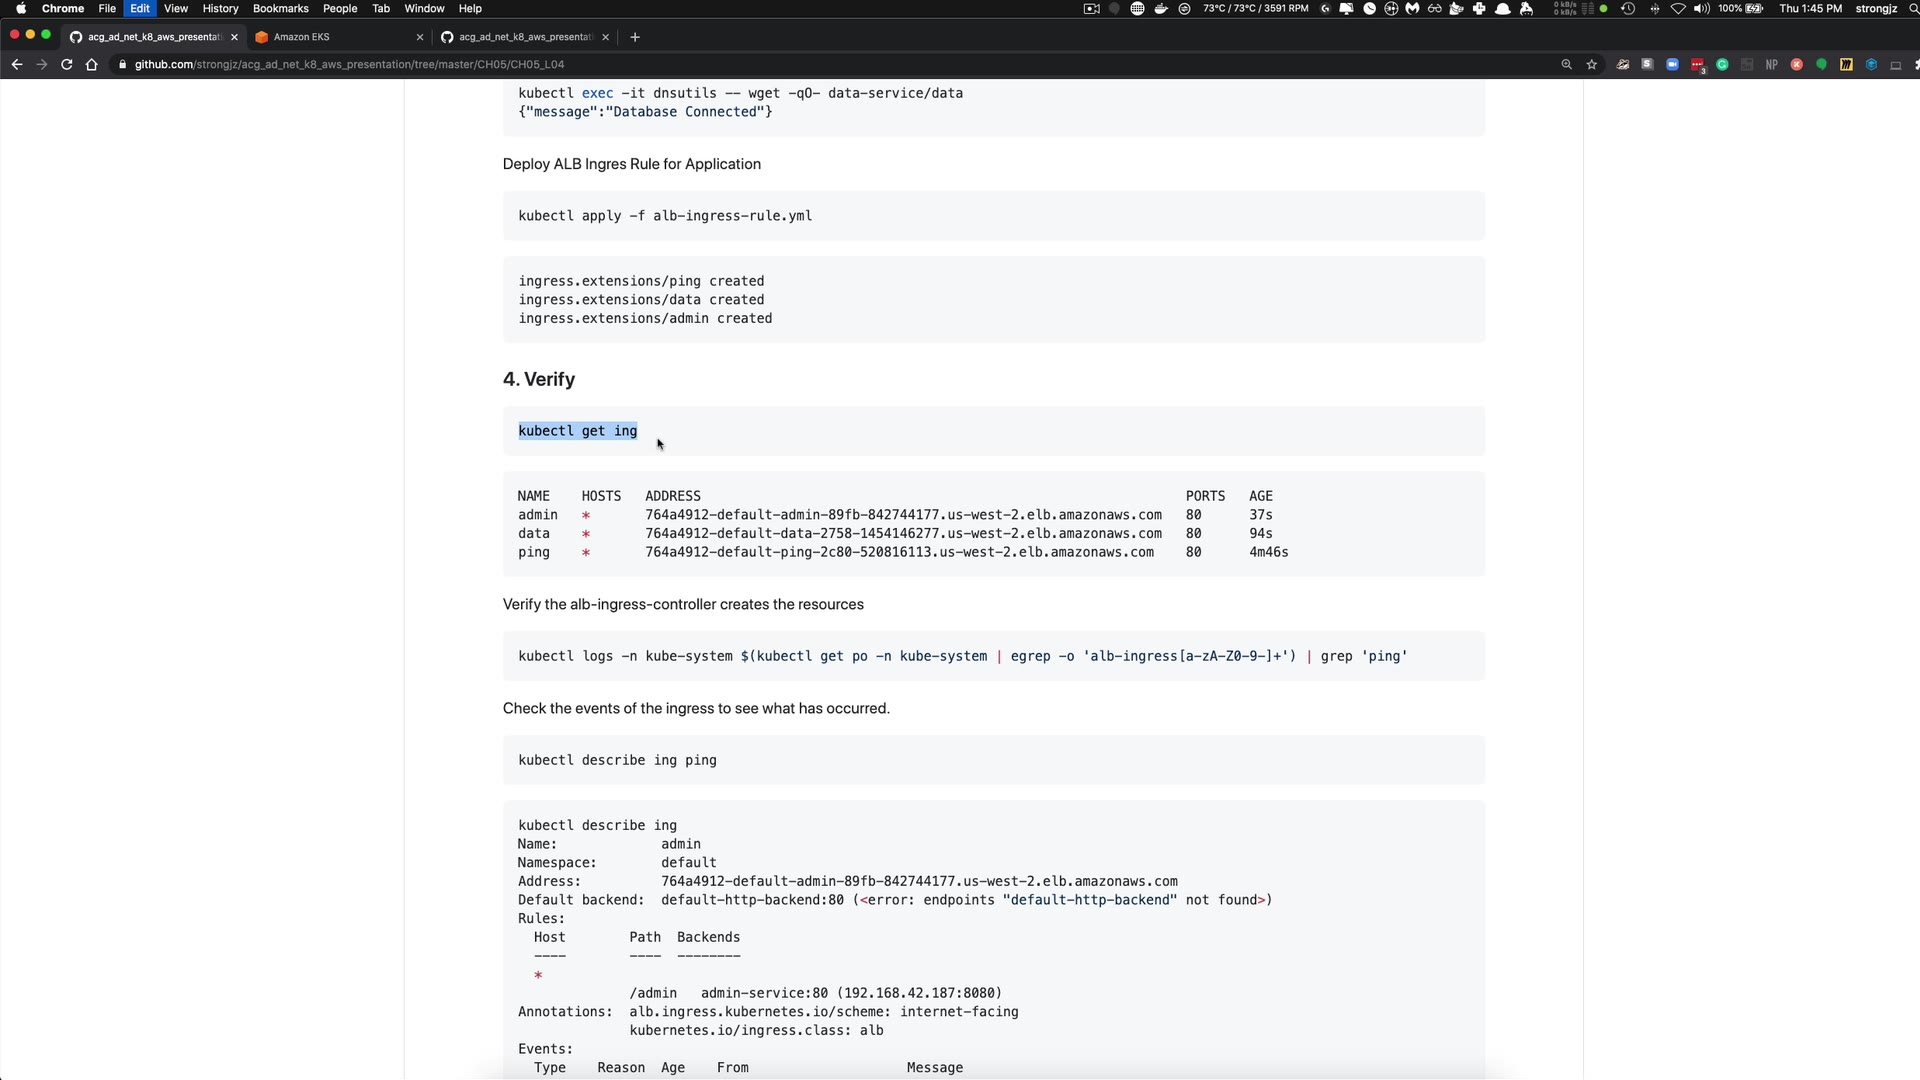 Chrome File Edit View History Bookmarks People Tab Window Help 73°C / 73°C / 3591 RPM 0 kB/s 0 kB/s 100% Thu 1:45 PM strongjz
acg_ad_net_k8_aws_presentati Amazon EKS acg_ad_net_k8_aws_presentati
github.com/strongjz/acg_ad_net_k8_aws_presentation/tree/master/CH05/CH05_L04 NP 3
kubectl exec -it dnsutils -- wget -qO- data-service/data
{"message":"Database Connected"}
Deploy ALB Ingres Rule for Application
kubectl apply -f alb-ingress-rule.yml
ingress.extensions/ping created
ingress.extensions/data created
ingress.extensions/admin created
4. Verify
kubectl get ing
NAME HOSTS ADDRESS PORTS AGE
admin * 764a4912-default-admin-89fb-842744177.us-west-2.elb.amazonaws.com 80 37s
data * 764a4912-default-data-2758-1454146277.us-west-2.elb.amazonaws.com 80 94s
ping * 764a4912-default-ping-2c80-520816113.us-west-2.elb.amazonaws.com 80 4m46s
Verify the alb-ingress-controller creates the resources
kubectl logs -n kube-system $(kubectl get po -n kube-system | egrep -o 'alb-ingress[a-zA-Z0-9-]+') | grep 'ping'
Check the events of the ingress to see what has occurred.
kubectl describe ing ping
kubectl describe ing
Name: admin
Namespace: default
Address: 764a4912-default-admin-89fb-842744177.us-west-2.elb.amazonaws.com
Default backend: default-http-backend:80 (<error: endpoints "default-http-backend" not found>)
Rules:
Host Path Backends
---- ---- --------
*
/admin admin-service:80 (192.168.42.187:8080)
Annotations: alb.ingress.kubernetes.io/scheme: internet-facing
kubernetes.io/ingress.class: alb
Events:
Type Reason Age From Message